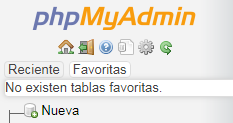 phpMyAdmin
Reciente Favoritas
No existen tablas favoritas.
Nueva